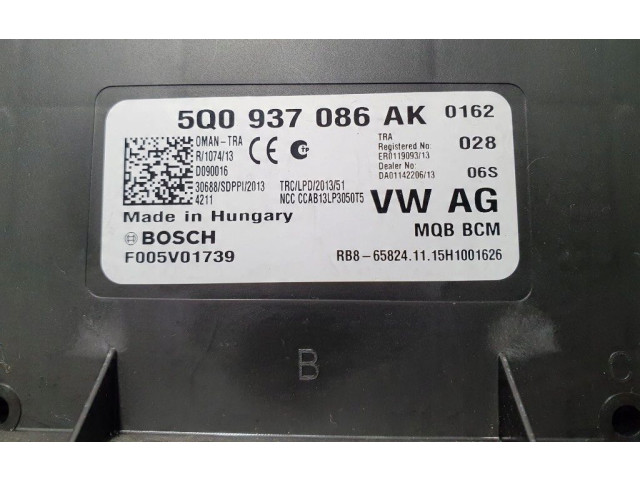 5Q0 937 086 AK 0162
OMAN-TRA
R/1074/13
D090016
30688/SDPPI/2013
4211
CE
TP
TRC/LPD/2013/51
NCC CCAB13LP3050T5
TRA
Registered No:
ER0119093/13
Dealer No:
DA01142206/13
028
06S
Made in Hungary
VW AG
BOSCH
MQB BCM
F005V01739
RB8-65824.11.15H1001626
B
C